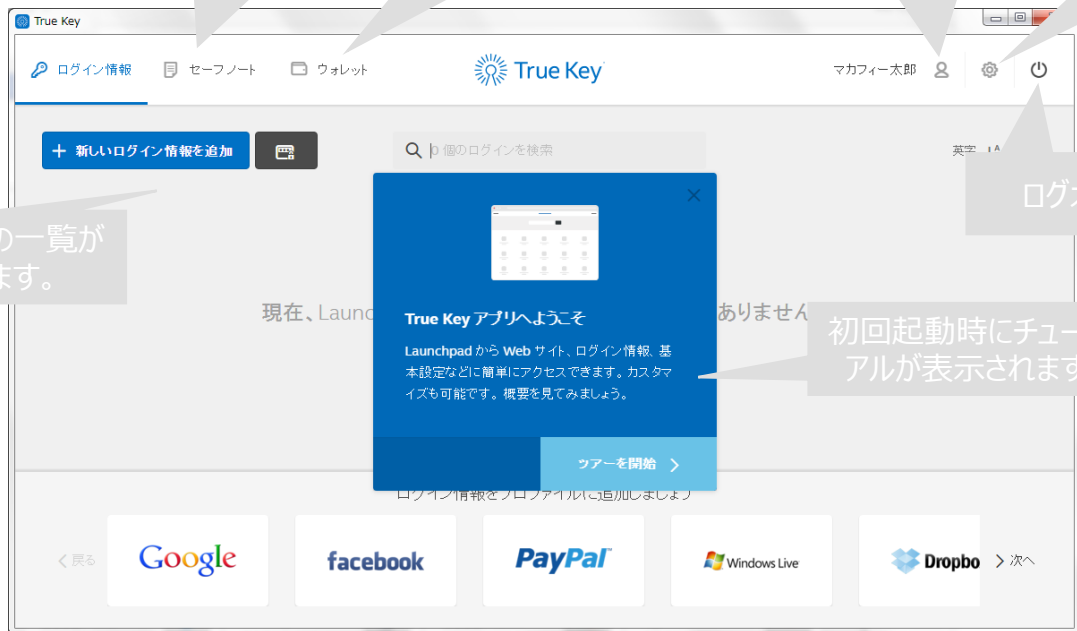 True Key
ログイン情報
セーフノート
ウォレット
True Key
マカフィー太郎
+ 新しいログイン情報を追加
0 個のログインを検索
英字
ログ
の一覧が
ます。
現在、Launc
ありません
True Key アプリへようこそ
Launchpad から Web サイト、ログイン情報、基
本設定などに簡単にアクセスできます。カスタマ
イズも可能です。概要を見てみましょう。
初回起動時にチュー
アルが表示されます
ツアーを開始
ログイン情報をプロファイルに追加しましょう
戻る
Google
facebook
PayPal
Windows Live
Dropbo
次へ